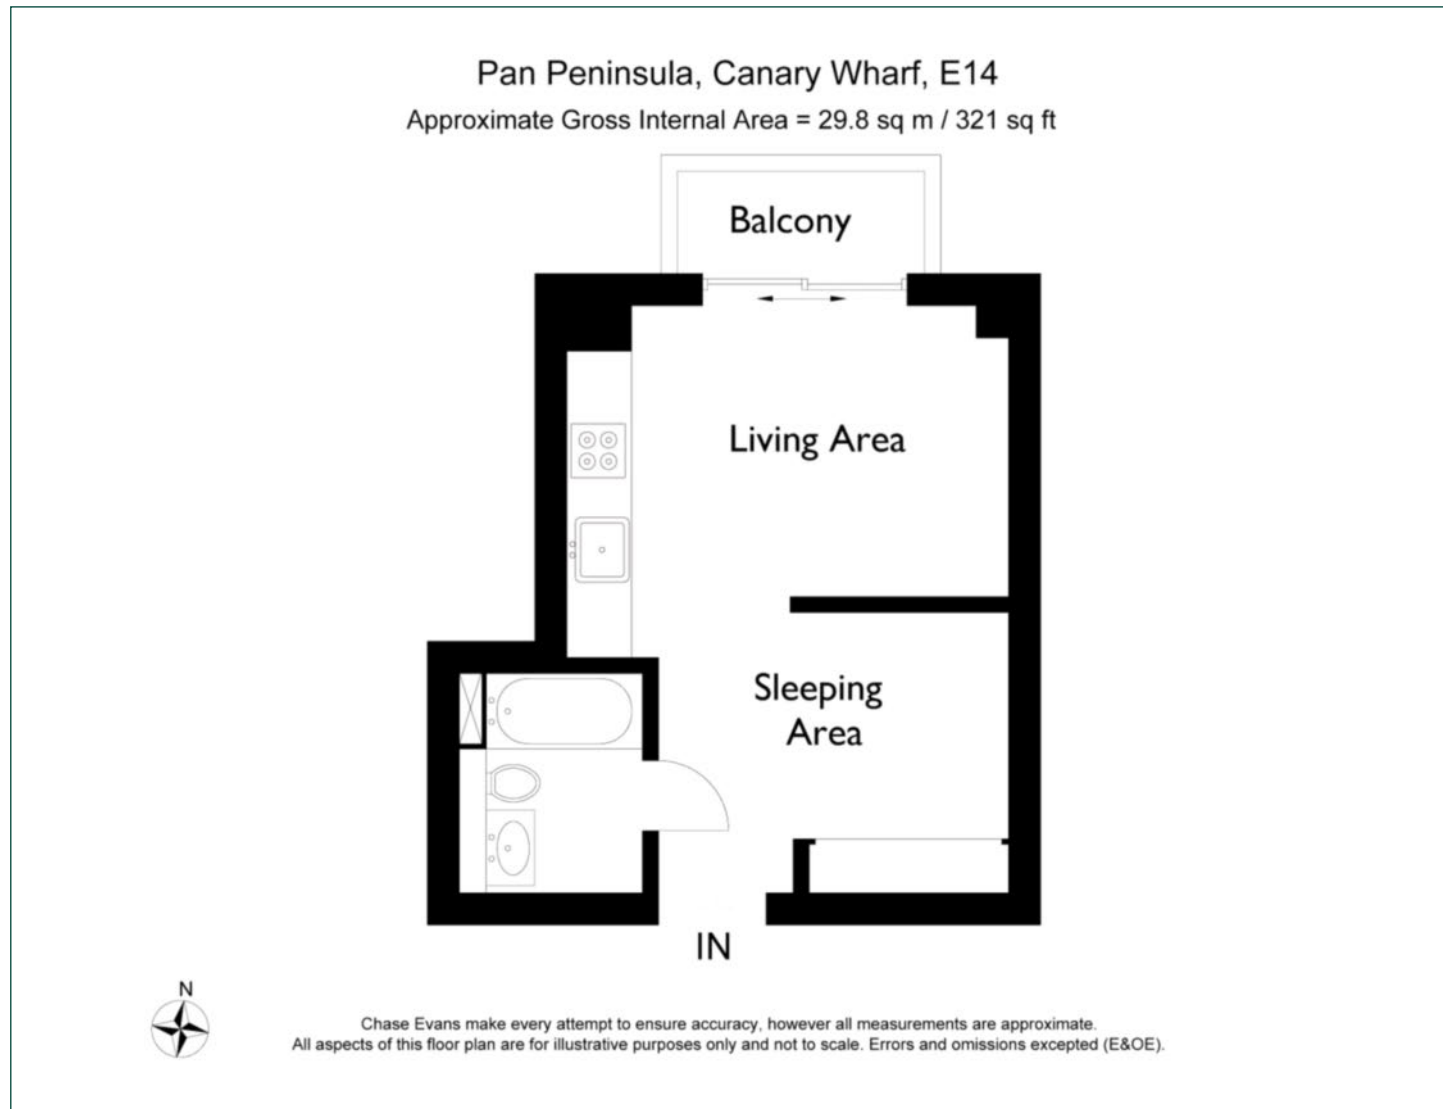 Pan Peninsula, Canary Wharf, E14
Approximate Gross Internal Area = 29.8 sq m / 321 sq ft
Balcony
Living Area
Sleeping
Area
IN
N
Chase Evans make every attempt to ensure accuracy, however all measurements are approximate.
All aspects of this floor plan are for illustrative purposes only and not to scale. Errors and omissions excepted (E&OE).